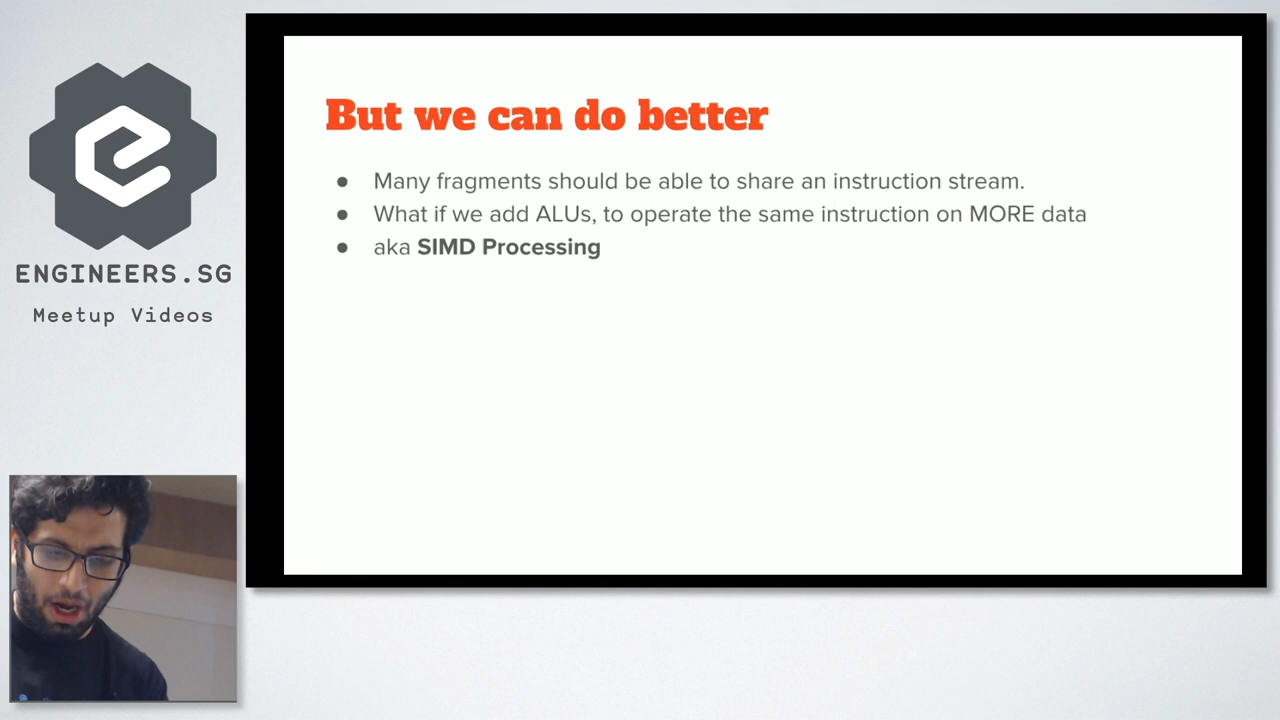 But we can do better
● Many fragments should be able to share an instruction stream.
● What if we add ALUs, to operate the same instruction on MORE data
● aka SIMD Processing
ENGINEERS.SG
Meetup Videos